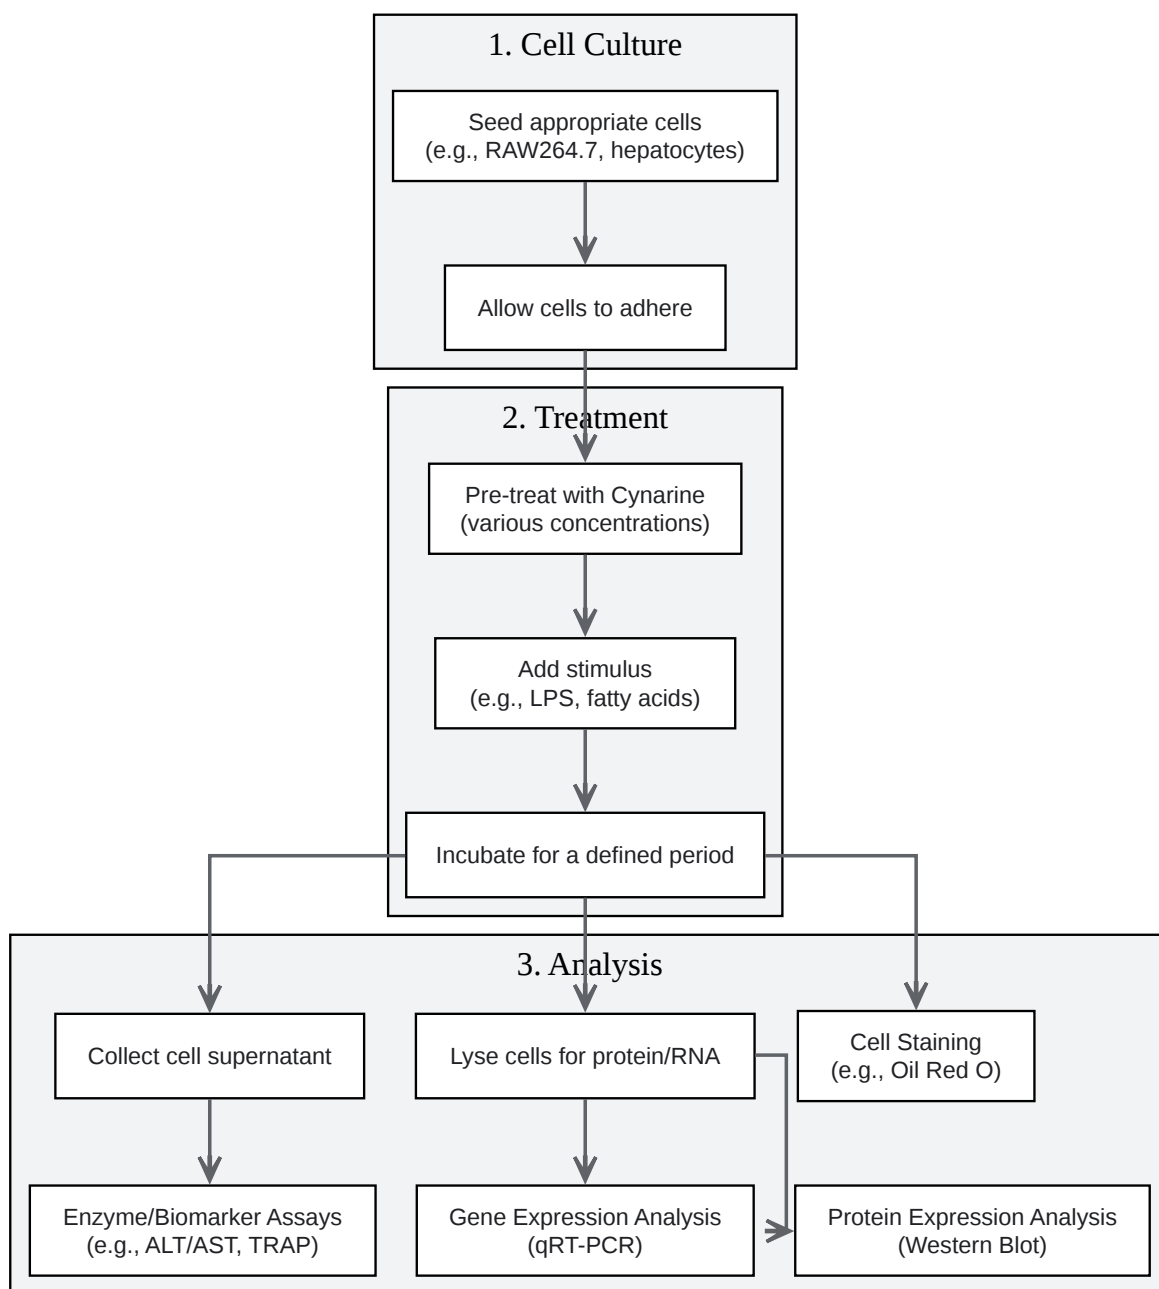 1. Cell Culture
Seed appropriate cells
(e.g., RAW264.7, hepatocytes)
Allow cells to adhere
2. Treatment
Pre-treat with Cynarine
(various concentrations)
Add stimulus
(e.g., LPS, fatty acids)
Incubate for a defined period
3. Analysis
Collect cell supernatant
Lyse cells for protein/RNA
Cell Staining
(e.g., Oil Red O)
Enzyme/Biomarker Assays
(e.g., ALT/AST, TRAP)
Gene Expression Analysis
(qRT-PCR)
Protein Expression Analysis
(Western Blot)